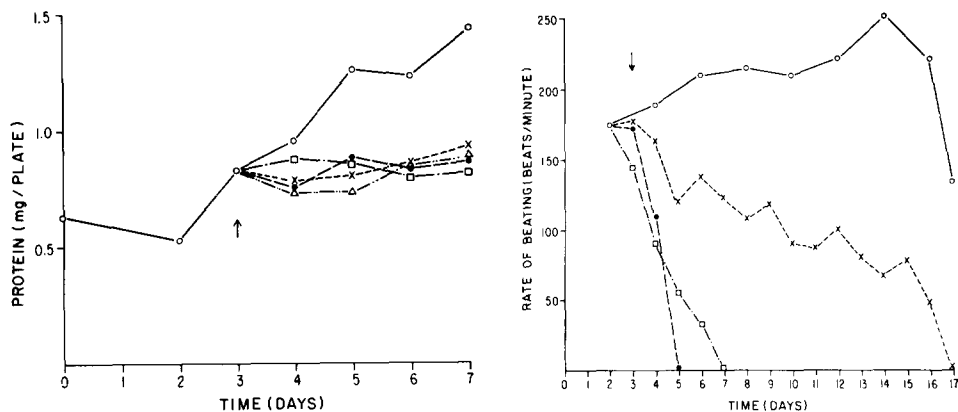 1.5
1.0
0.5
0
PROTEIN (mg / PLATE)
0 1 2 3 4 5 6 7
TIME (DAYS)
250
200
150
100
50
RATE OF BEATING (BEATS/MINUTE)
0 1 2 3 4 5 6 7 8 9 10 11 12 13 14 15 16 17
TIME (DAYS)